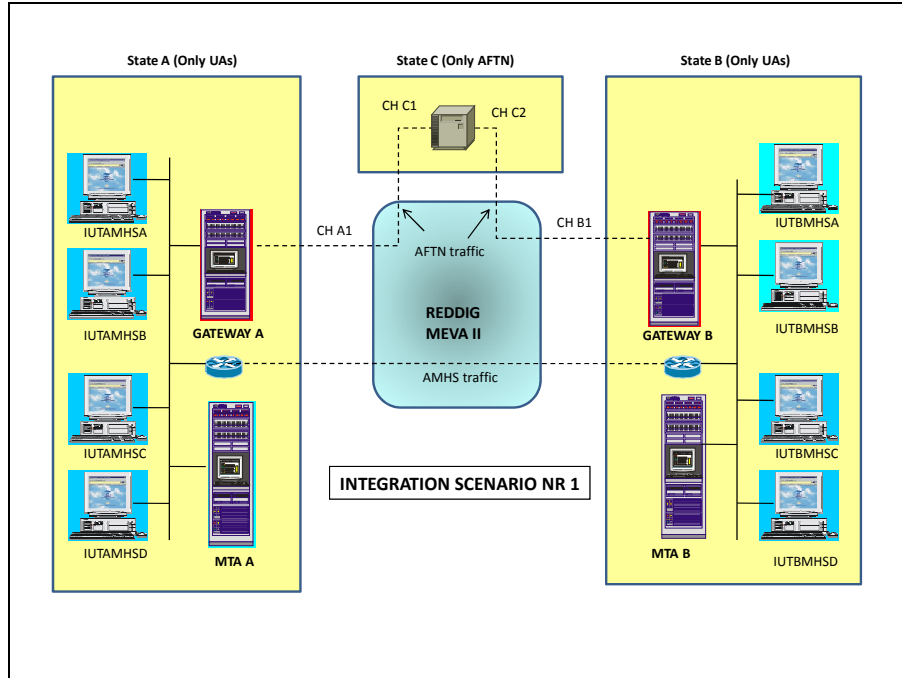 State A (Only UAs)
State C (Only AFTN)
State B (Only UAs)
CH C1
CH C2
IUTAMHSA
IUTAMHSB
GATEWAY A
CH A1
AFTN traffic
CH B1
REDDIG
MEVA II
AMHS traffic
IUTBMHSA
IUTBMHSB
GATEWAY B
IUTAMHSC
IUTAMHSD
MTA A
INTEGRATION SCENARIO NR 1
IUTBMHSC
IUTBMHSD
MTA B